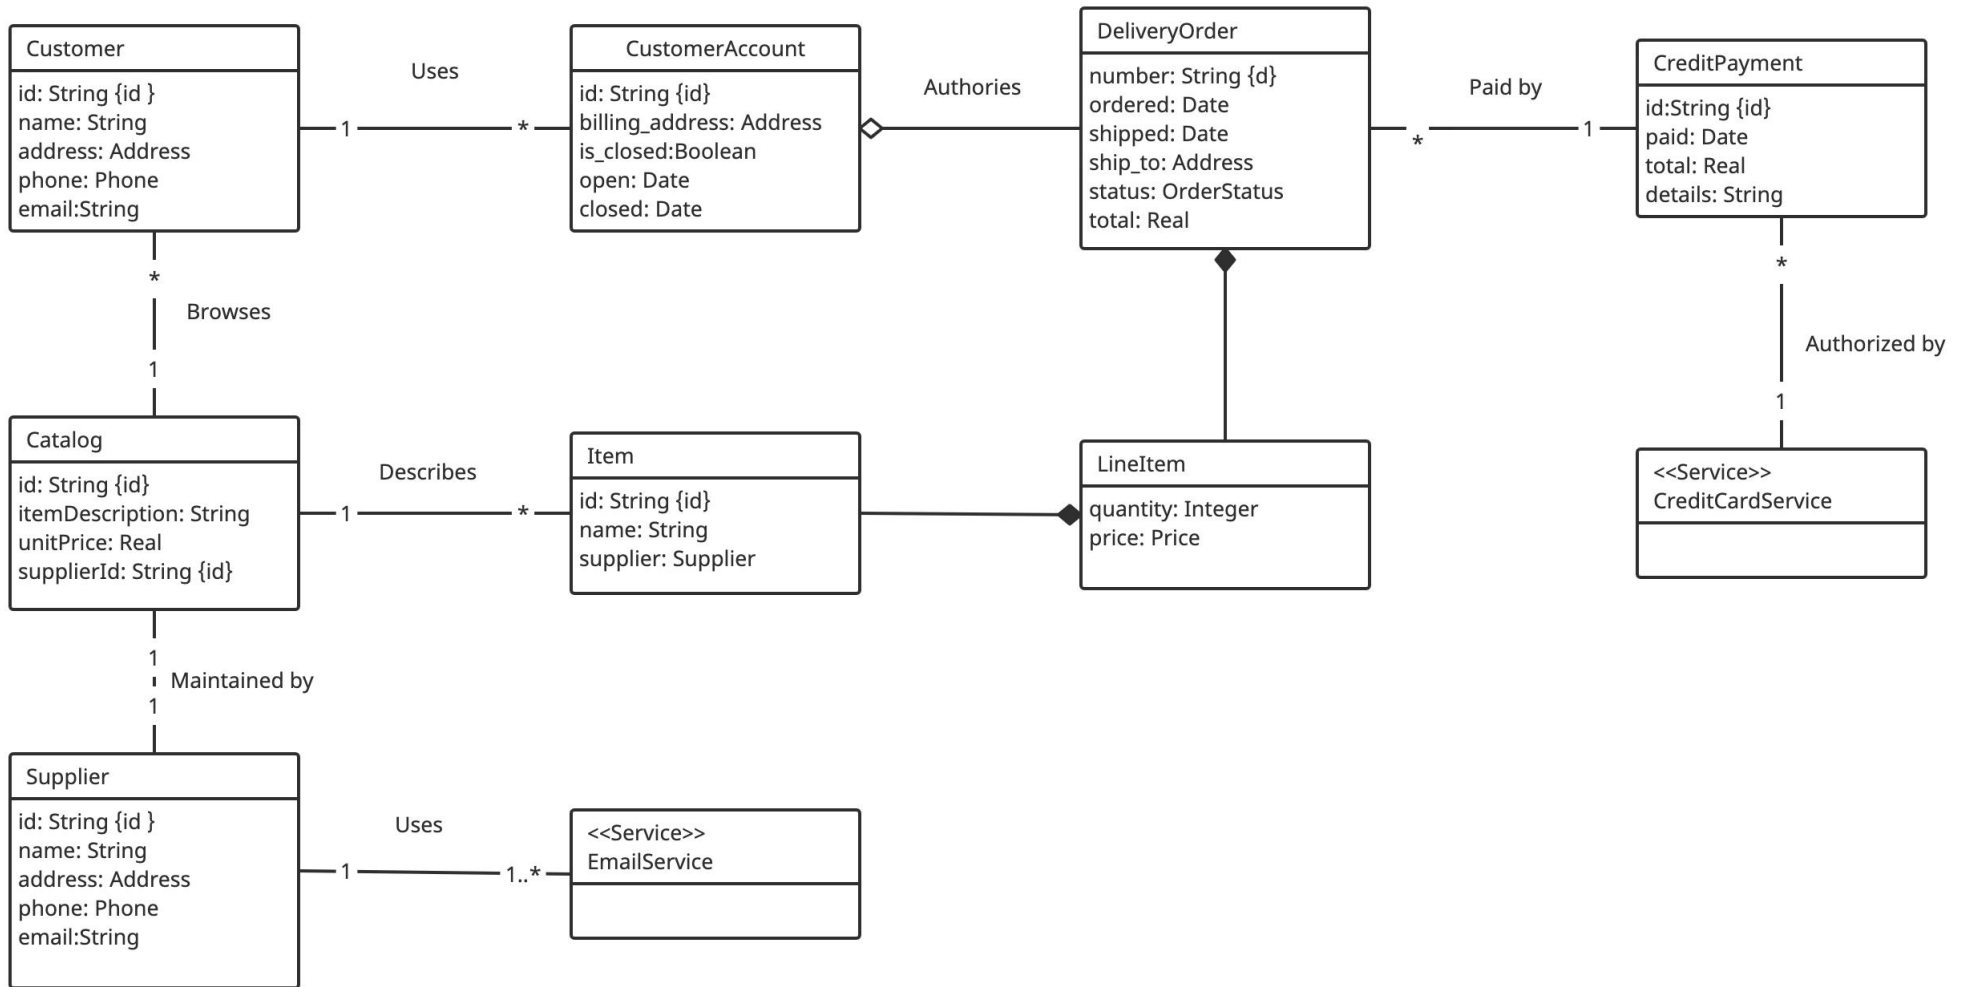 Customer
id: String {id }
name: String
address: Address
phone: Phone
email:String
Uses
1
*
CustomerAccount
id: String {id}
billing_address: Address
is_closed:Boolean
open: Date
closed: Date
Authories
DeliveryOrder
number: String {d}
ordered: Date
shipped: Date
ship_to: Address
status: OrderStatus
total: Real
Paid by
*
1
CreditPayment
id:String {id}
paid: Date
total: Real
details: String
*
Browses
1
*
Authorized by
1
Catalog
id: String {id}
itemDescription: String
unitPrice: Real
supplierId: String {id}
Describes
1
*
Item
id: String {id}
name: String
supplier: Supplier
LineItem
quantity: Integer
price: Price
<<Service>>
CreditCardService
1
Maintained by
1
Supplier
id: String {id }
name: String
address: Address
phone: Phone
email:String
Uses
1
1..*
<<Service>>
EmailService